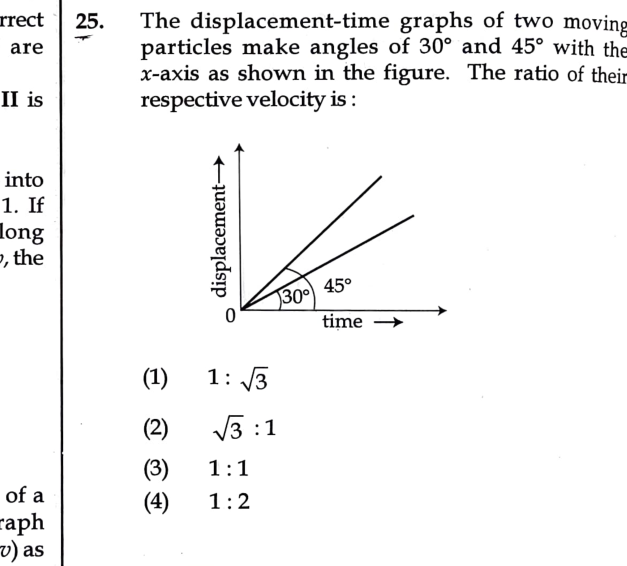 rrect
are
II is
into
1. If
long
, the
of a
raph
v) as
25. The displacement-time graphs of two moving
particles make angles of 30° and 45° with the
x-axis as shown in the figure. The ratio of their
respective velocity is :
displacement→
45°
30°
0
time →
(1) 1 : √3
(2) √3 : 1
(3) 1 : 1
(4) 1 : 2